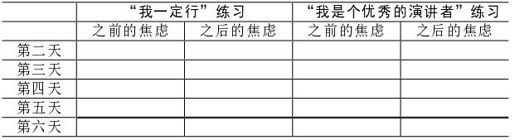 “我一定行”练习 “我是个优秀的演讲者”练习
之前的焦虑 之后的焦虑 之前的焦虑 之后的焦虑
第二天
第三天
第四天
第五天
第六天